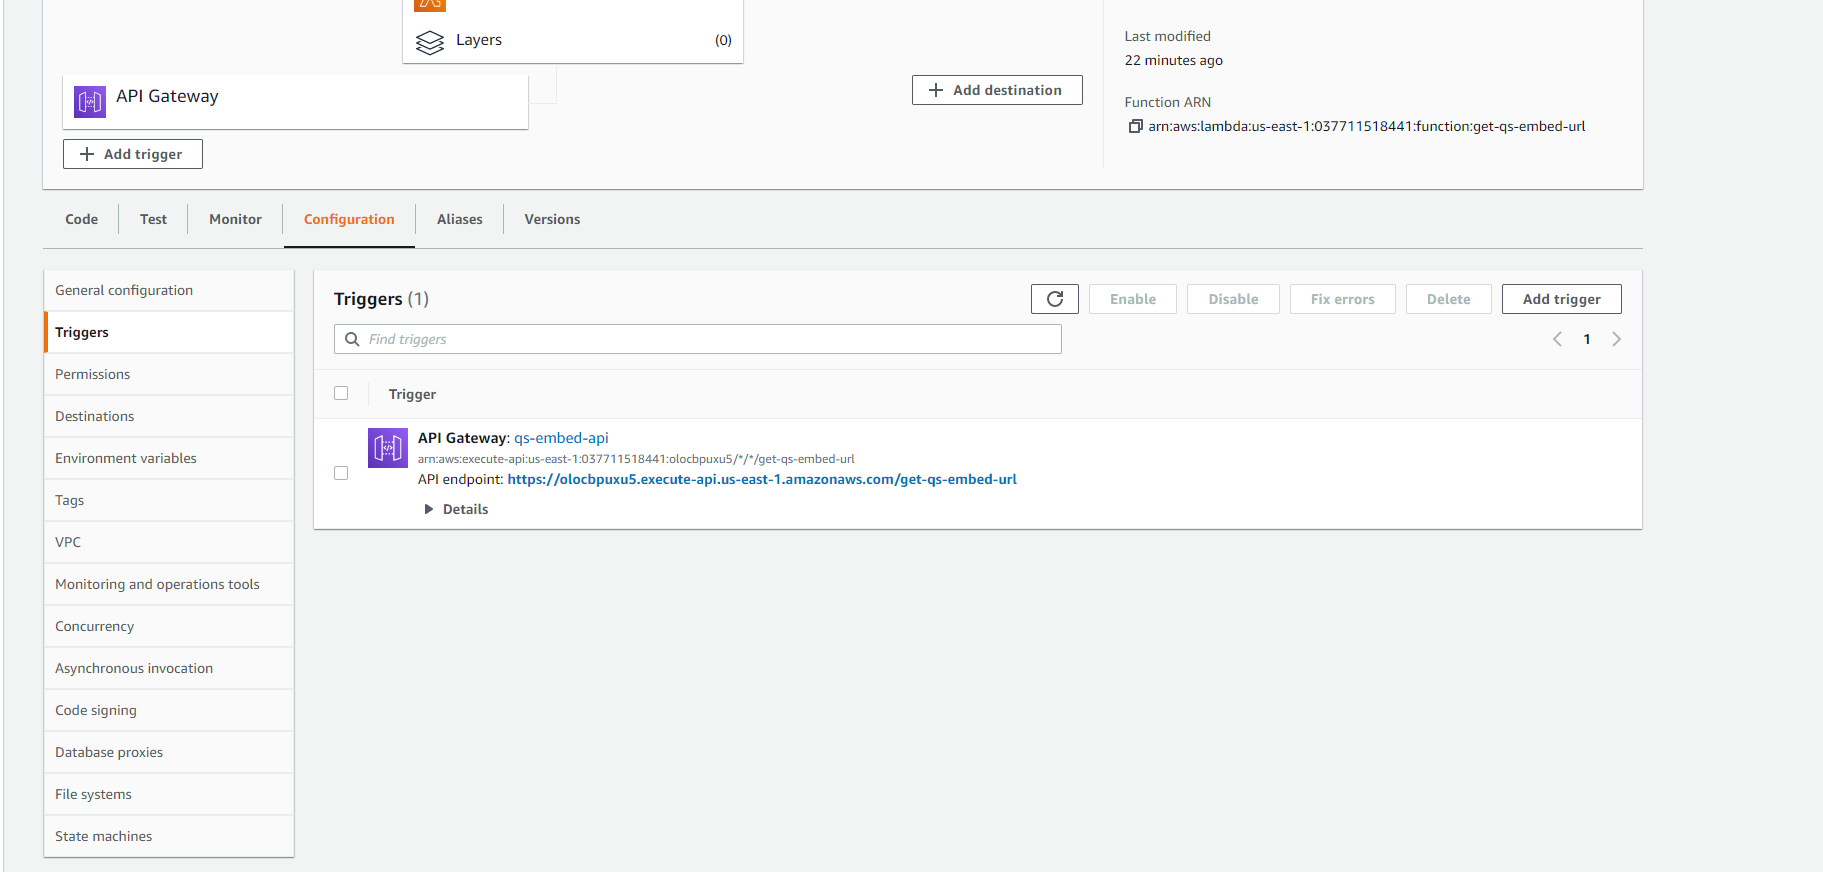 Layers
(0)
Last modified
22 minutes ago
API Gateway
Add destination
Function ARN
arn:aws:lambda:us-east-1:037711518441:function:get-qs-embed-url
Add trigger
Code
Test
Monitor
Configuration
Aliases
Versions
General configuration
Triggers
Permissions
Destinations
Environment variables
Tags
VPC
Monitoring and operations tools
Concurrency
Asynchronous invocation
Code signing
Database proxies
File systems
State machines
Triggers (1)
Enable
Disable
Fix errors
Delete
Add trigger
Find triggers
1
Trigger
API Gateway: qs-embed-api
arn:aws:execute-api:us-east-1:037711518441:olocbpuxu5/*/*/get-qs-embed-url
API endpoint: https://olocbpuxu5.execute-api.us-east-1.amazonaws.com/get-qs-embed-url
Details